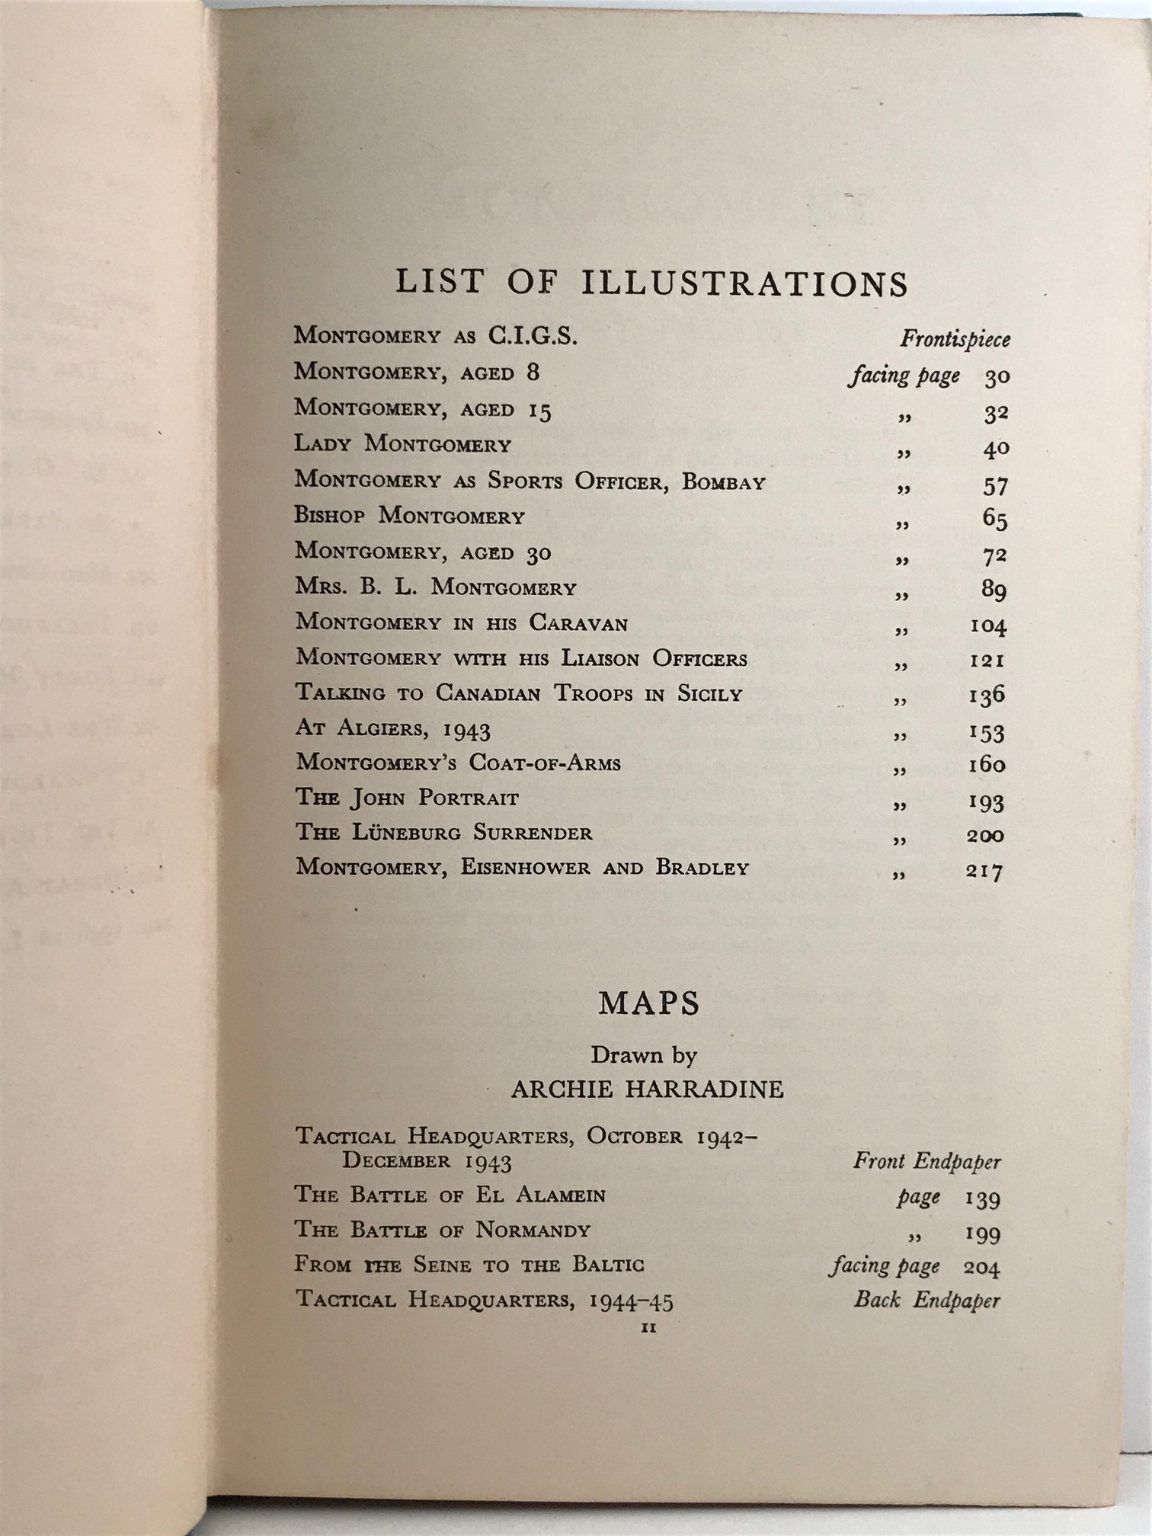 LIST OF ILLUSTRATIONS
MONTGOMERY AS C.I.G.S. Frontispiece
MONTGOMERY, AGED 8 facing page 30
MONTGOMERY, AGED 15 ,, 32
LADY MONTGOMERY ,, 40
MONTGOMERY AS SPORTS OFFICER, BOMBAY ,, 57
BISHOP MONTGOMERY ,, 65
MONTGOMERY, AGED 30 ,, 72
MRS. B. L. MONTGOMERY ,, 89
MONTGOMERY IN HIS CARAVAN ,, 104
MONTGOMERY WITH HIS LIAISON OFFICERS ,, 121
TALKING TO CANADIAN TROOPS IN SICILY ,, 136
AT ALGIERS, 1943 ,, 153
MONTGOMERY'S COAT-OF-ARMS ,, 160
THE JOHN PORTRAIT ,, 193
THE LÜNEBURG SURRENDER ,, 200
MONTGOMERY, EISENHOWER AND BRADLEY ,, 217
MAPS
Drawn by
ARCHIE HARRADINE
TACTICAL HEADQUARTERS, OCTOBER 1942–
DECEMBER 1943 Front Endpaper
THE BATTLE OF EL ALAMEIN page 139
THE BATTLE OF NORMANDY ,, 199
FROM THE SEINE TO THE BALTIC facing page 204
TACTICAL HEADQUARTERS, 1944–45 Back Endpaper
11